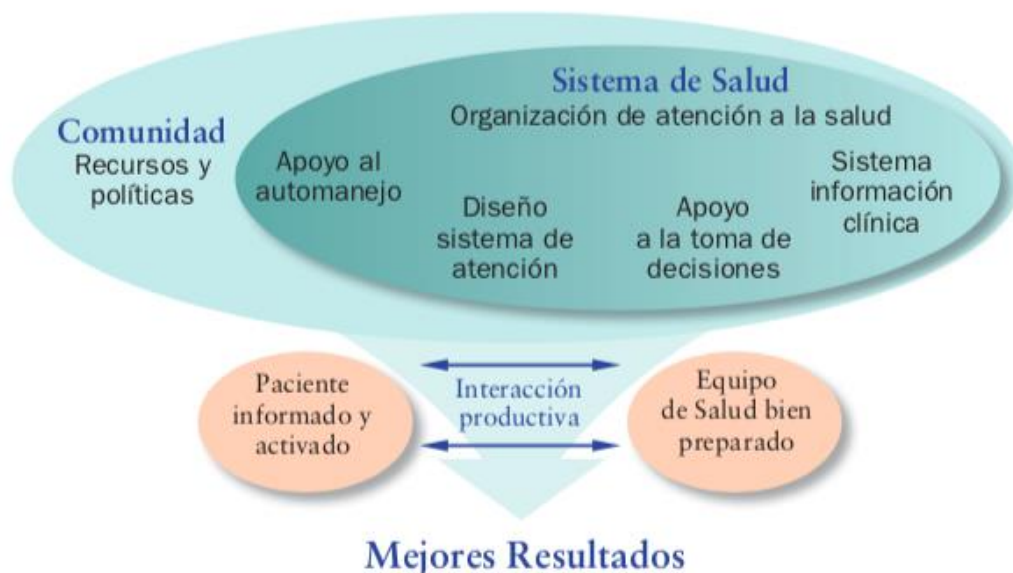 Sistema de Salud
Organización de atención a la salud
Comunidad
Recursos y
políticas
Apoyo al
automanejo
Diseño
sistema de
atención
Apoyo
a la toma de
decisiones
Sistema
información
clínica
Paciente
informado y
activado
Interacción
productiva
Equipo
de Salud bien
preparado
Mejores Resultados